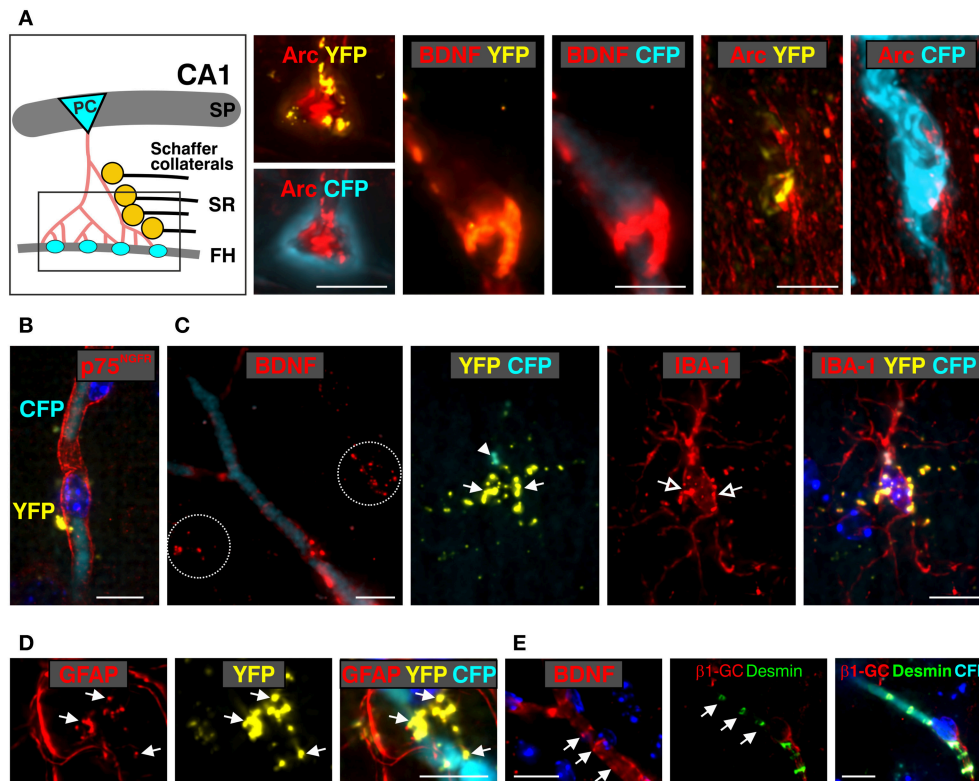 A
CA1
PC
SP
Schaffer
collaterals
SR
FH
Arc YFP
Arc CFP
BDNF YFP
BDNF CFP
Arc YFP
Arc CFP
B
p75NGFR
CFP
YFP
C
BDNF
YFP CFP
IBA-1
IBA-1 YFP CFP
D
GFAP
YFP
GFAP YFP CFP
E
BDNF
β1-GC Desmin
β1-GC Desmin CFP